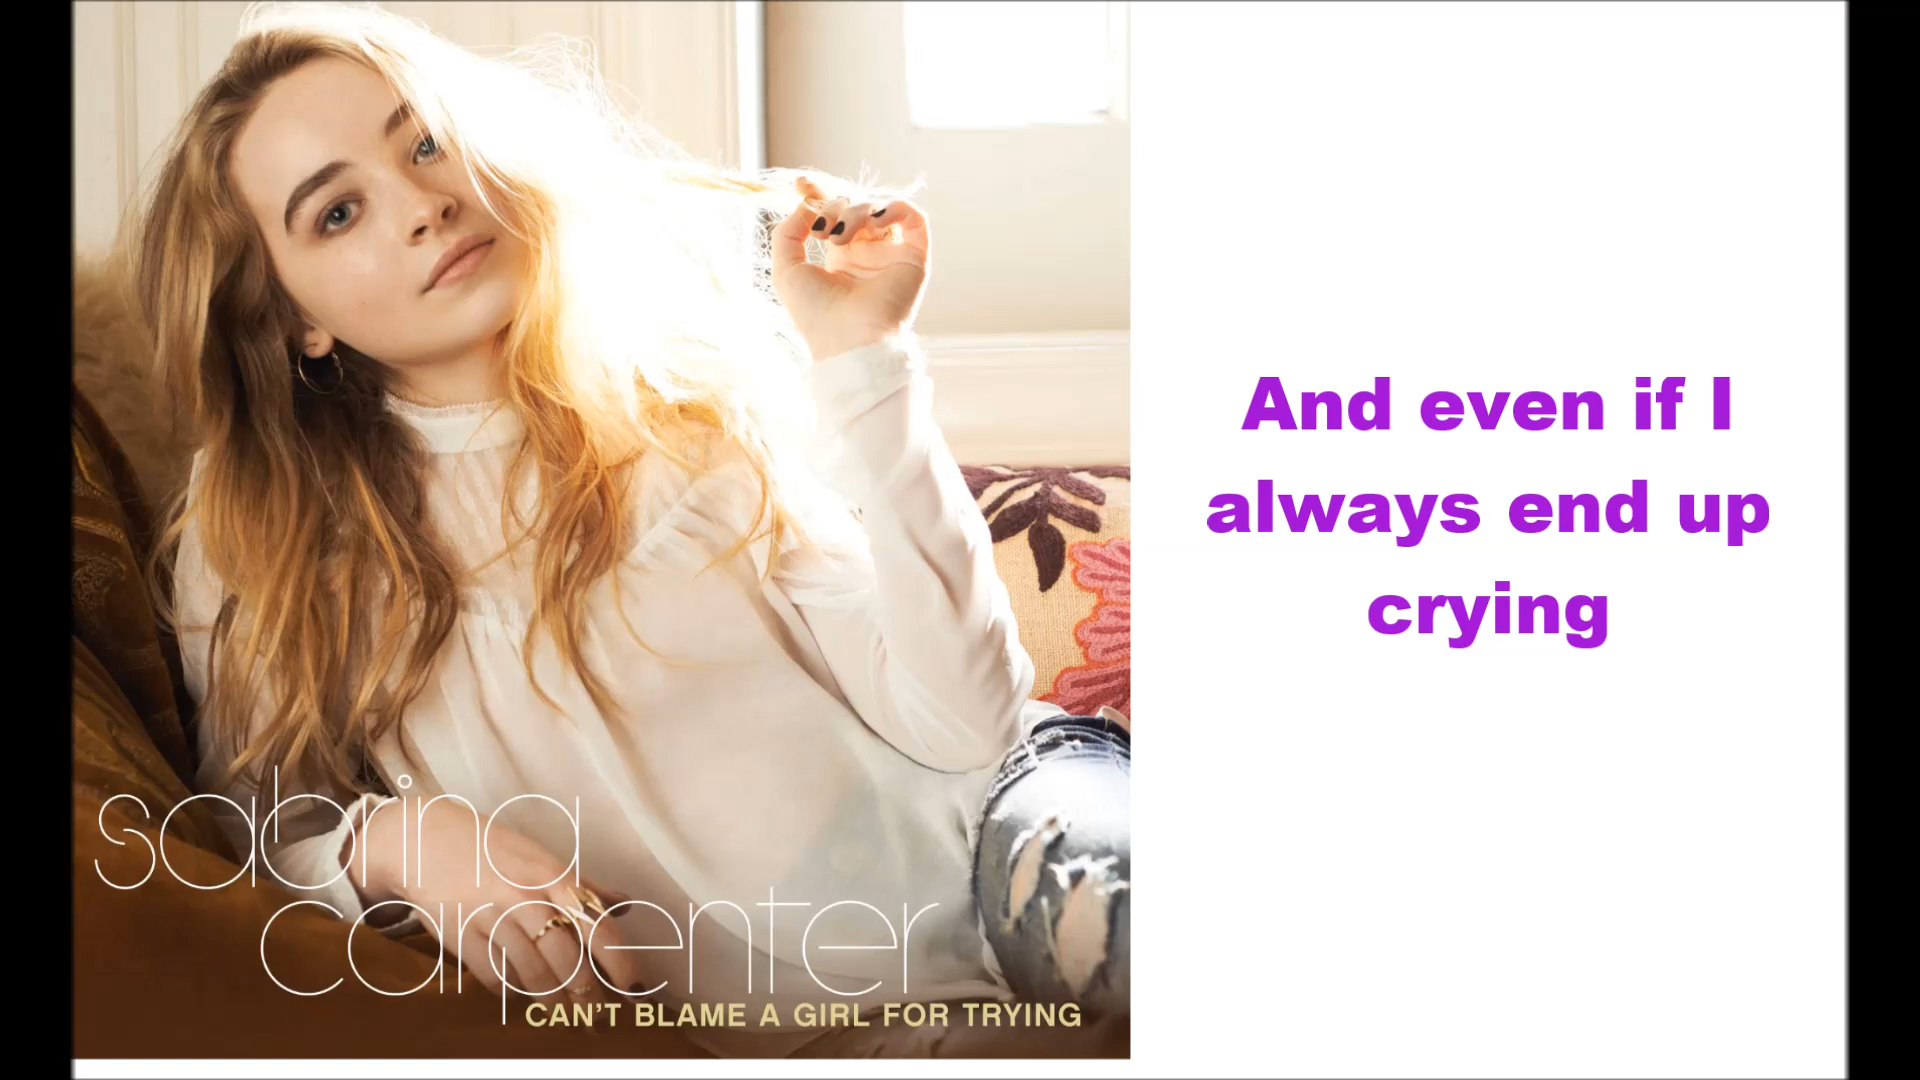 sabrina
carpenter
CAN'T BLAME A GIRL FOR TRYING
And even if I
always end up
crying